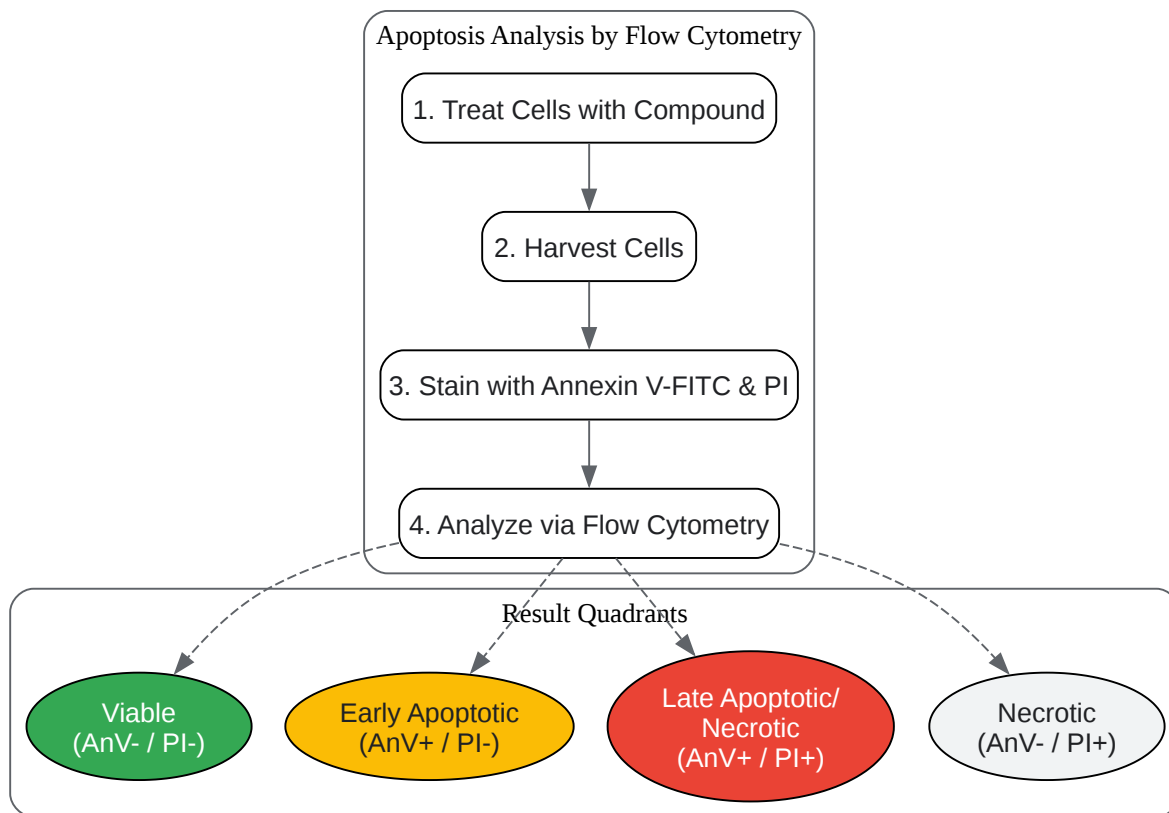 Apoptosis Analysis by Flow Cytometry
1. Treat Cells with Compound
2. Harvest Cells
3. Stain with Annexin V-FITC & PI
4. Analyze via Flow Cytometry
Result Quadrants
Viable
(AnV- / PI-)
Early Apoptotic
(AnV+ / PI-)
Late Apoptotic/
Necrotic
(AnV+ / PI+)
Necrotic
(AnV- / PI+)